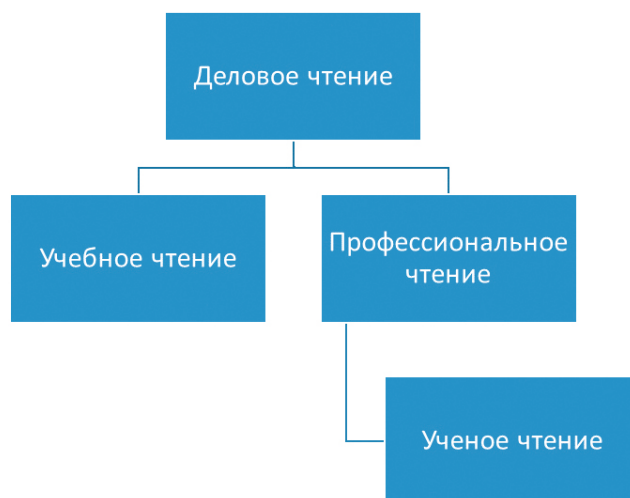 Деловое чтение
Учебное чтение
Профессиональное
чтение
Ученое чтение